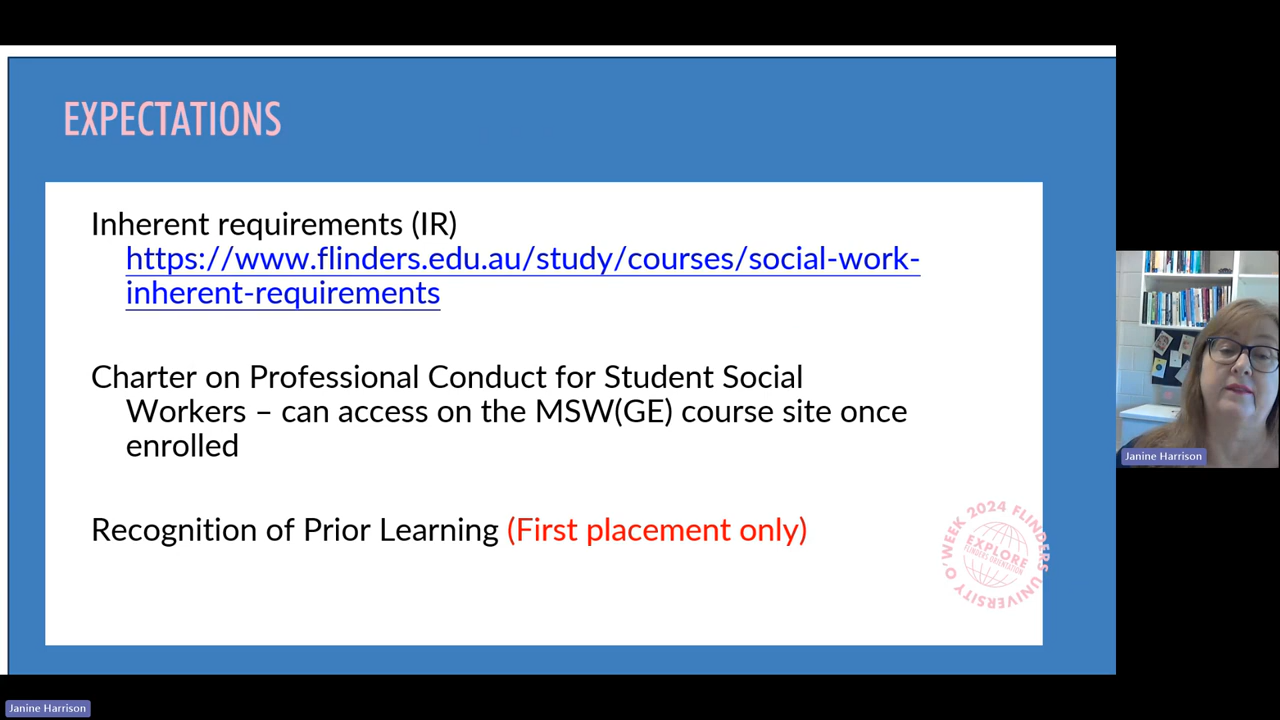 EXPECTATIONS
Inherent requirements (IR)
https://www.flinders.edu.au/study/courses/social-work-
inherent-requirements
Charter on Professional Conduct for Student Social
Workers – can access on the MSW(GE) course site once
enrolled
Recognition of Prior Learning (First placement only)
O'WEEK 2024 FLINDERS UNIVERSITY
EXPLORE
FLINDERS ORIENTATION
Janine Harrison
Janine Harrison